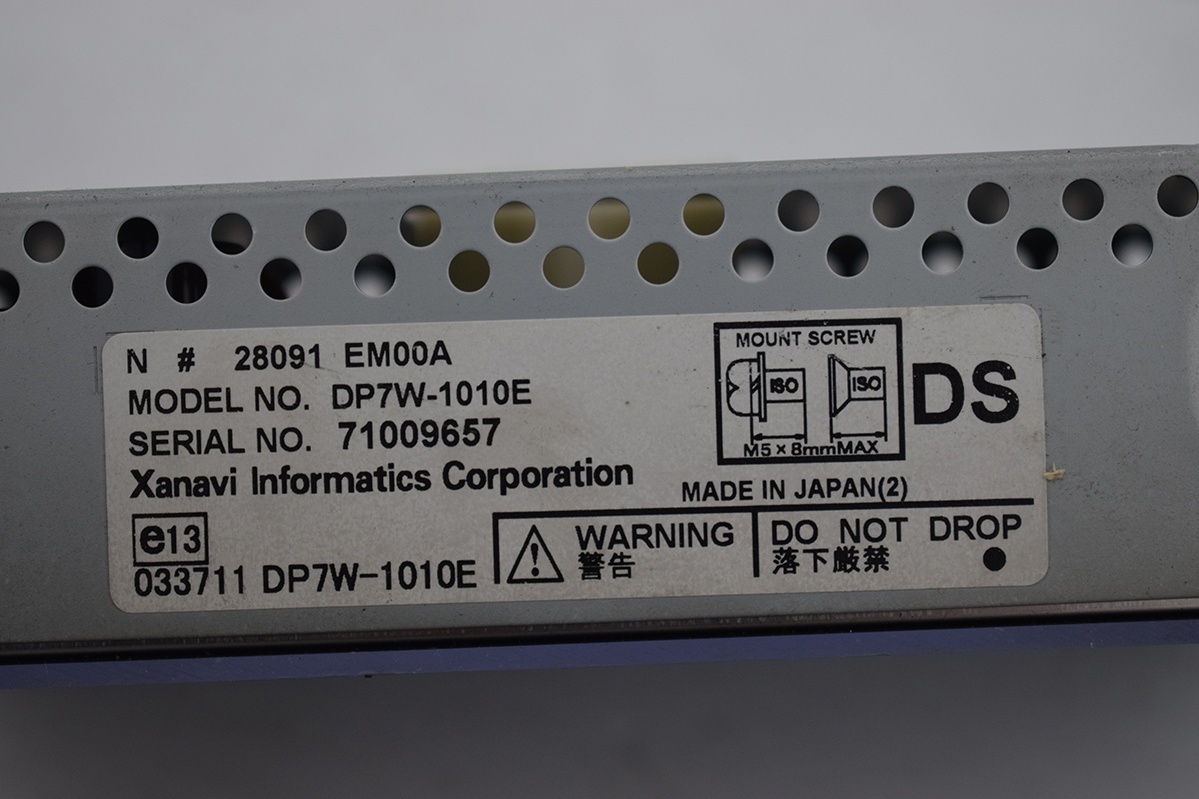 N # 28091 EM00A
MODEL NO. DP7W-1010E
SERIAL NO. 71009657
Xanavi Informatics Corporation
MOUNT SCREW
ISO ISO
M5×8mmMAX
DS
MADE IN JAPAN(2)
e13
033711 DP7W-1010E
WARNING
警告
DO NOT DROP
落下厳禁